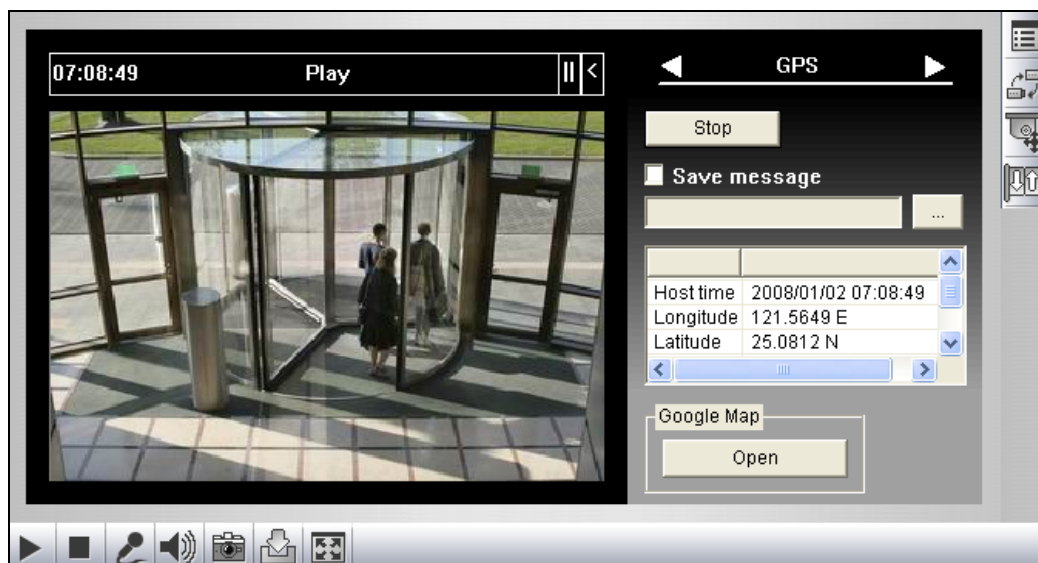 07:08:49 Play || <
GPS
Stop
Save message
...
Host time 2008/01/02 07:08:49
Longitude 121.5649 E
Latitude 25.0812 N
Google Map
Open